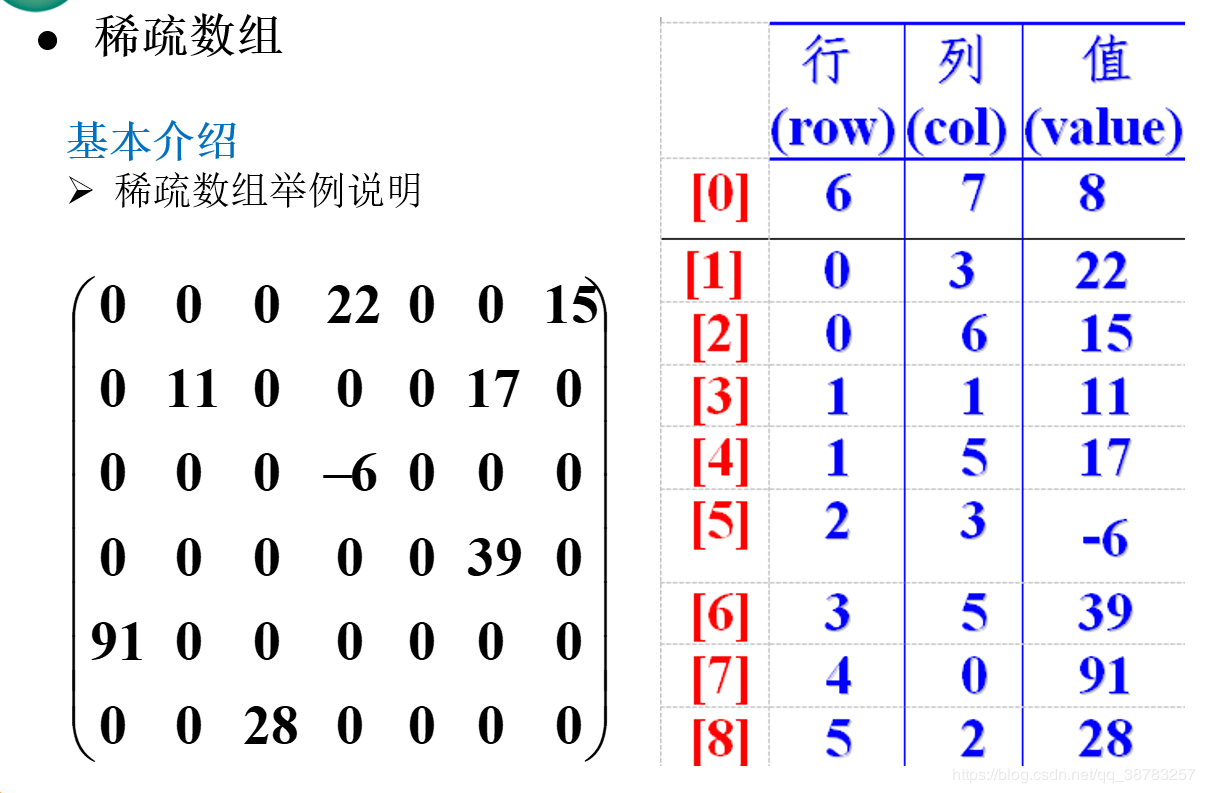 ● 稀疏数组
基本介绍
➢ 稀疏数组举例说明
0 0 0 22 0 0 15
0 11 0 0 0 17 0
0 0 0 –6 0 0 0
0 0 0 0 0 39 0
91 0 0 0 0 0 0
0 0 28 0 0 0 0
行 列 值
(row) (col) (value)
[0] 6 7 8
[1] 0 3 22
[2] 0 6 15
[3] 1 1 11
[4] 1 5 17
[5] 2 3 -6
[6] 3 5 39
[7] 4 0 91
[8] 5 2 28
https://blog.csdn.net/qq_38783257